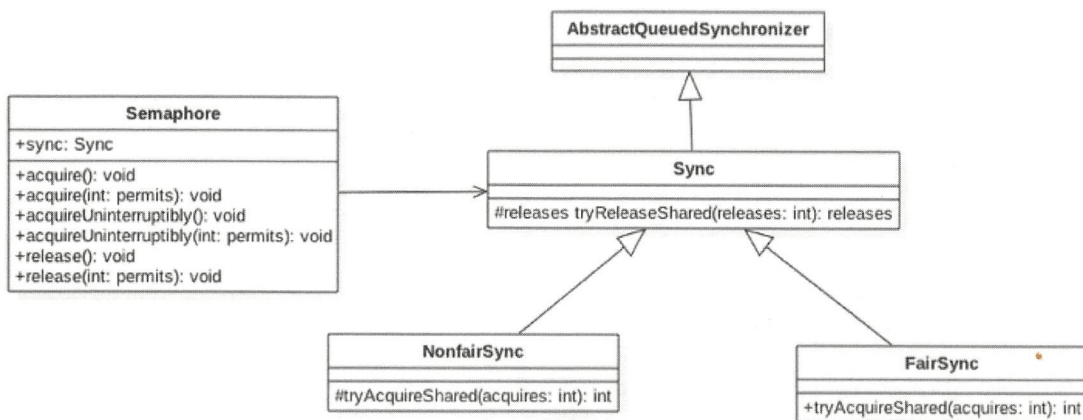 AbstractQueuedSynchronizer
Semaphore
+sync: Sync
+acquire(): void
+acquire(int: permits): void
+acquireUninterruptibly(): void
+acquireUninterruptibly(int: permits): void
+release(): void
+release(int: permits): void
Sync
#releases tryReleaseShared(releases: int): releases
NonfairSync
#tryAcquireShared(acquires: int): int
FairSync
+tryAcquireShared(acquires: int): int